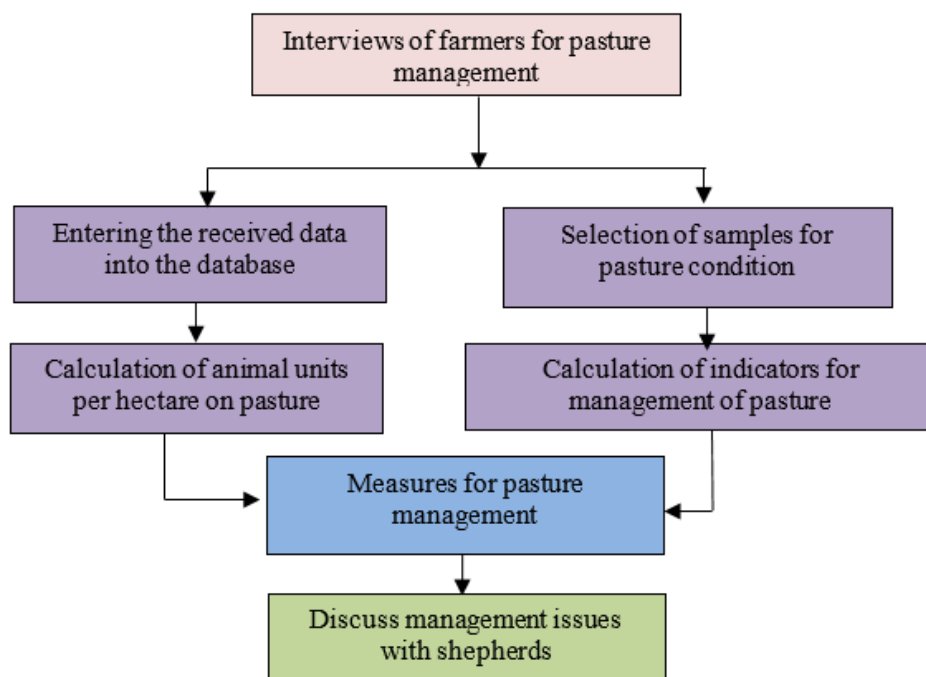 Interviews of farmers for pasture
management
Entering the received data
into the database
Selection of samples for
pasture condition
Calculation of animal units
per hectare on pasture
Calculation of indicators for
management of pasture
Measures for pasture
management
Discuss management issues
with shepherds